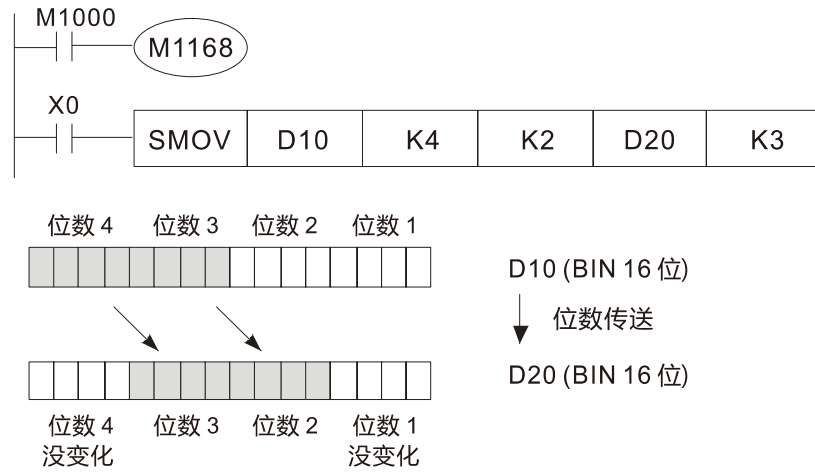 M1000
M1168
X0
SMOV D10 K4 K2 D20 K3
位数 4 位数 3 位数 2 位数 1
D10 (BIN 16 位)
位数传送
D20 (BIN 16 位)
位数 4 位数 3 位数 2 位数 1
没变化 没变化